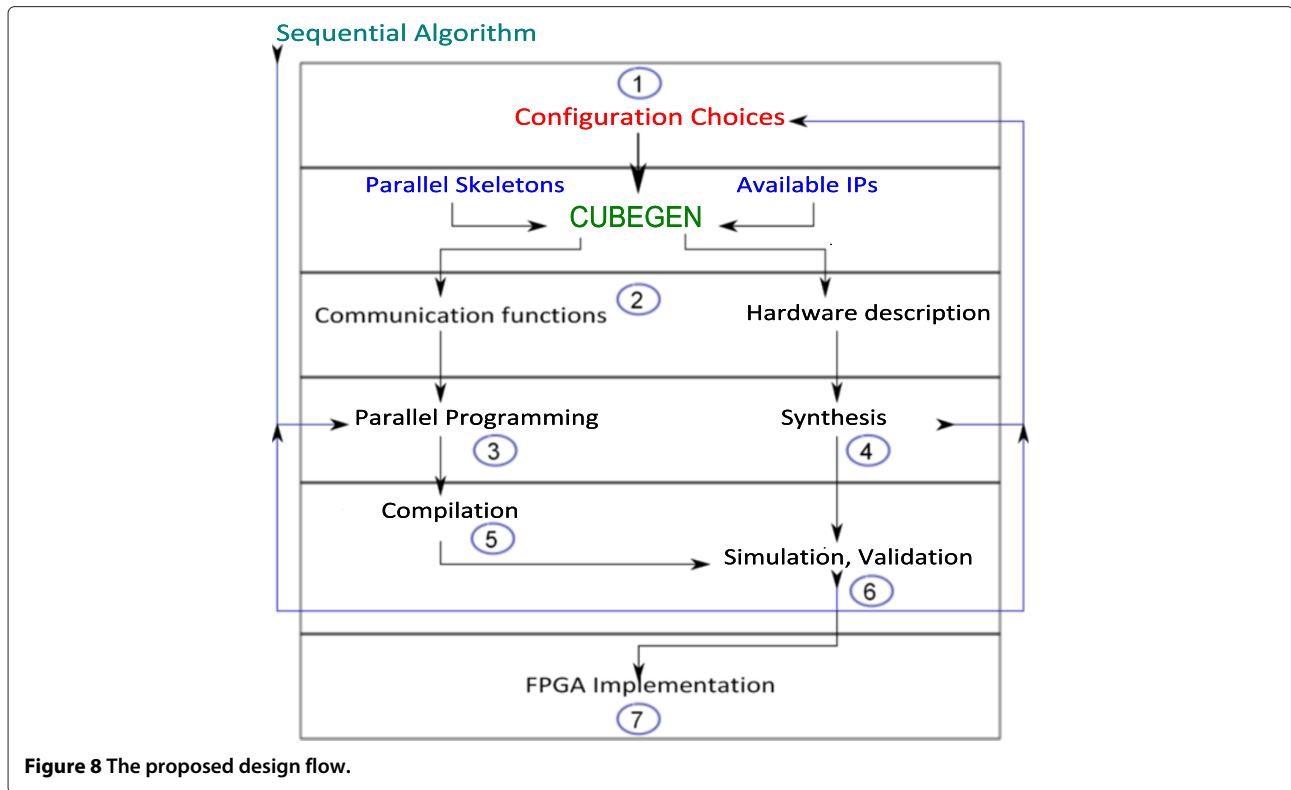 Sequential Algorithm
1
Configuration Choices
Parallel Skeletons
Available IPs
CUBEGEN
2
Communication functions
Hardware description
Parallel Programming
Synthesis
3
4
Compilation
5
Simulation, Validation
6
FPGA Implementation
7
Figure 8 The proposed design flow.